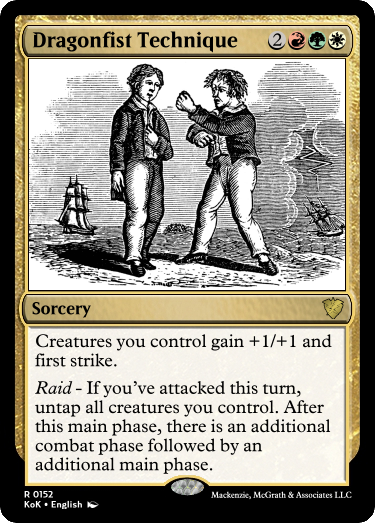 Dragonfist Technique 2
Sorcery
Creatures you control gain +1/+1 and
first strike.
Raid - If you've attacked this turn,
untap all creatures you control. After
this main phase, there is an additional
combat phase followed by an
additional main phase.
R 0152
KoK • English
Mackenzie, McGrath & Associates LLC